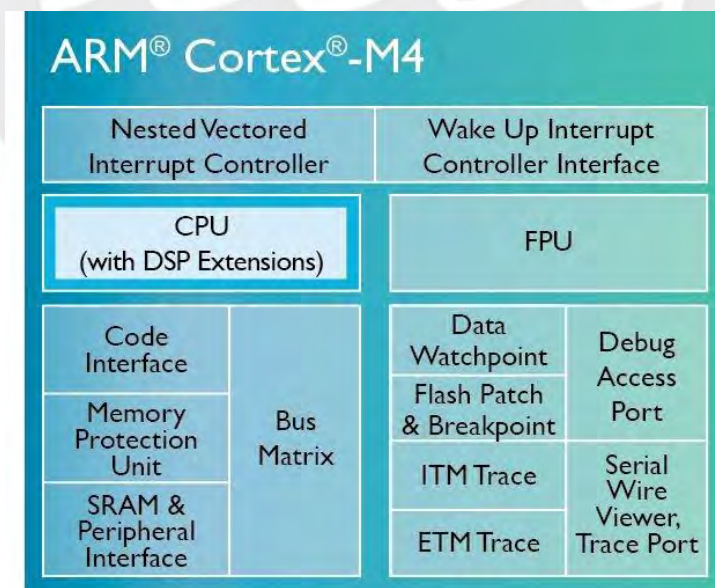 ARM® Cortex®-M4
Nested Vectored
Interrupt Controller
Wake Up Interrupt
Controller Interface
CPU
(with DSP Extensions)
FPU
Code
Interface
Memory
Protection
Unit
SRAM &
Peripheral
Interface
Bus
Matrix
Data
Watchpoint
Flash Patch
& Breakpoint
ITM Trace
ETM Trace
Debug
Access
Port
Serial
Wire
Viewer,
Trace Port